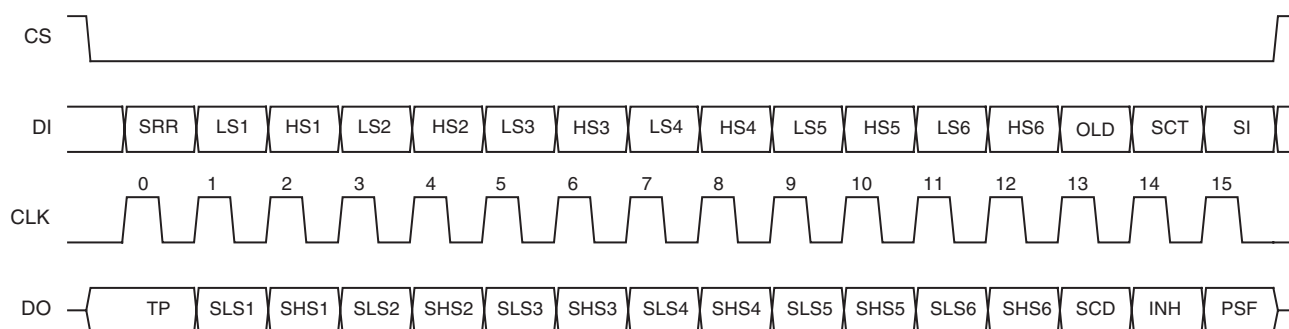 CS
DI SRR LS1 HS1 LS2 HS2 LS3 HS3 LS4 HS4 LS5 HS5 LS6 HS6 OLD SCT SI
0 1 2 3 4 5 6 7 8 9 10 11 12 13 14 15
CLK
DO TP SLS1 SHS1 SLS2 SHS2 SLS3 SHS3 SLS4 SHS4 SLS5 SHS5 SLS6 SHS6 SCD INH PSF